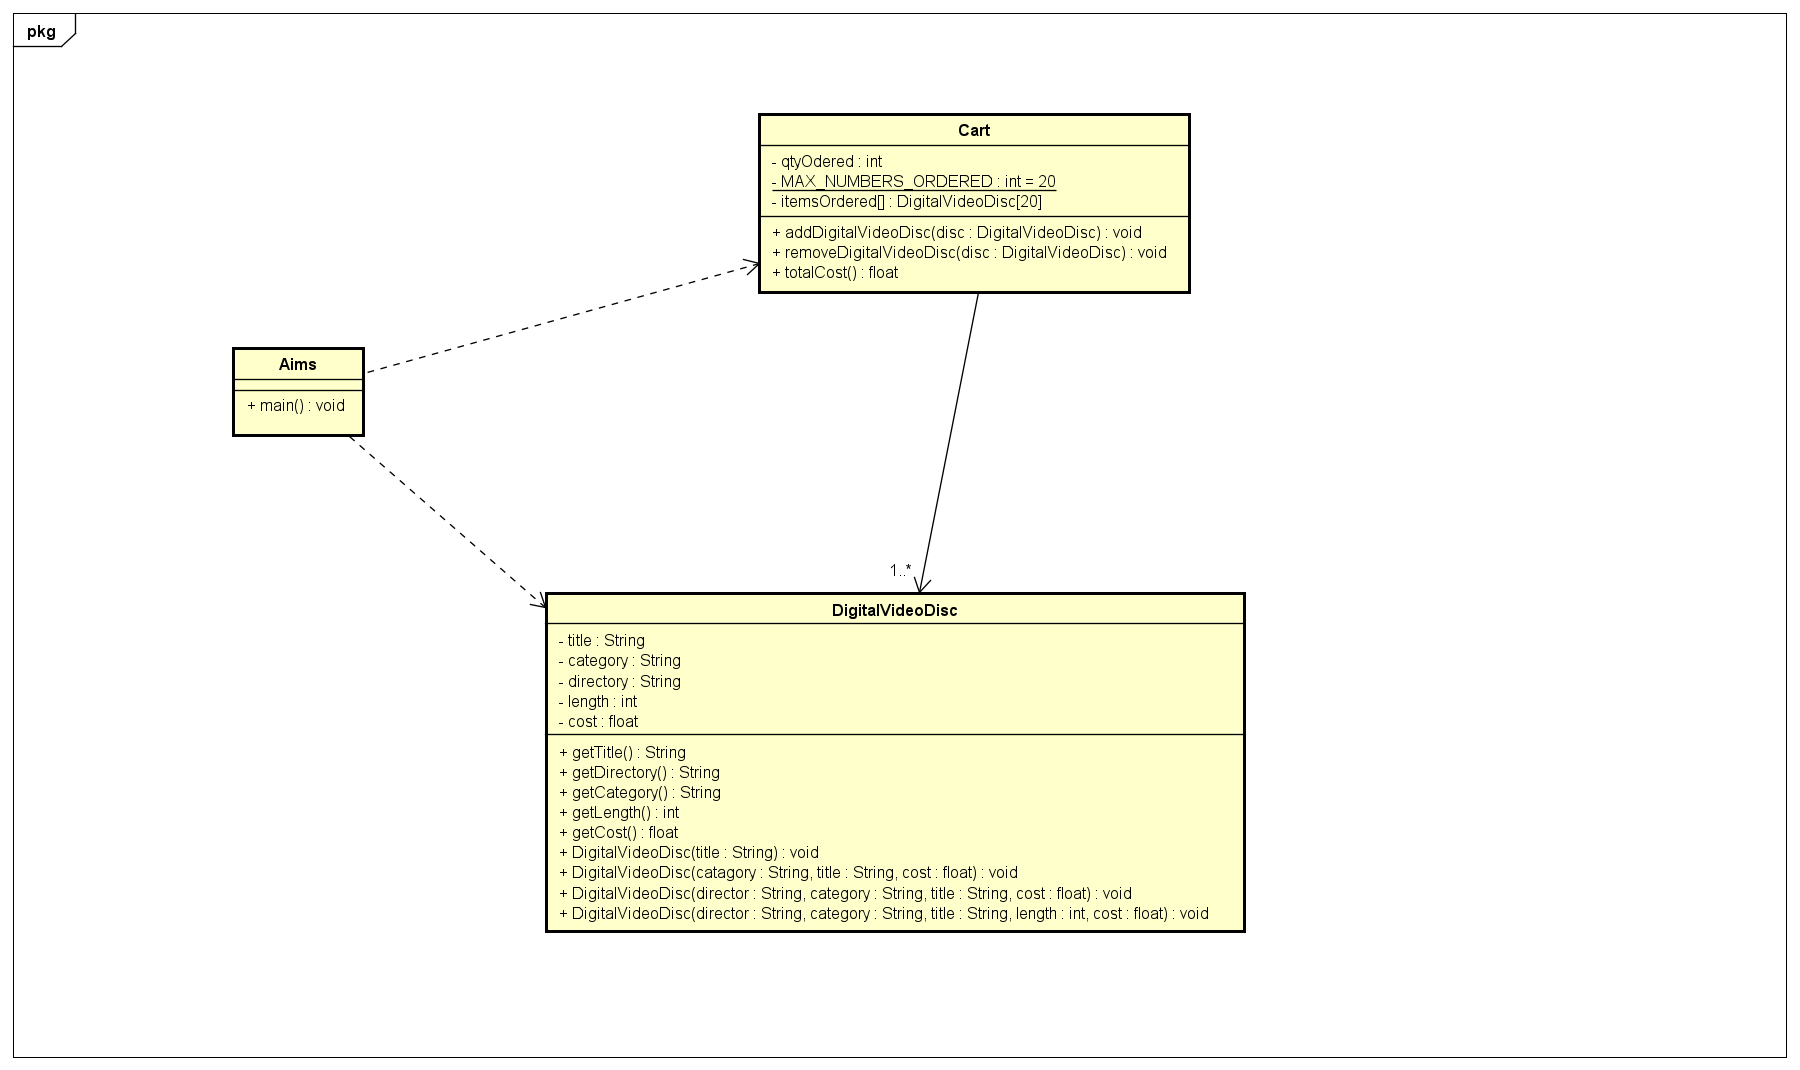 pkg
Cart
- qtyOdered : int
- MAX_NUMBERS_ORDERED : int = 20
- itemsOrdered[] : DigitalVideoDisc[20]
+ addDigitalVideoDisc(disc : DigitalVideoDisc) : void
+ removeDigitalVideoDisc(disc : DigitalVideoDisc) : void
+ totalCost() : float
Aims
+ main() : void
1..*
DigitalVideoDisc
- title : String
- category : String
- directory : String
- length : int
- cost : float
+ getTitle() : String
+ getDirectory() : String
+ getCategory() : String
+ getLength() : int
+ getCost() : float
+ DigitalVideoDisc(title : String) : void
+ DigitalVideoDisc(catagory : String, title : String, cost : float) : void
+ DigitalVideoDisc(director : String, category : String, title : String, cost : float) : void
+ DigitalVideoDisc(director : String, category : String, title : String, length : int, cost : float) : void